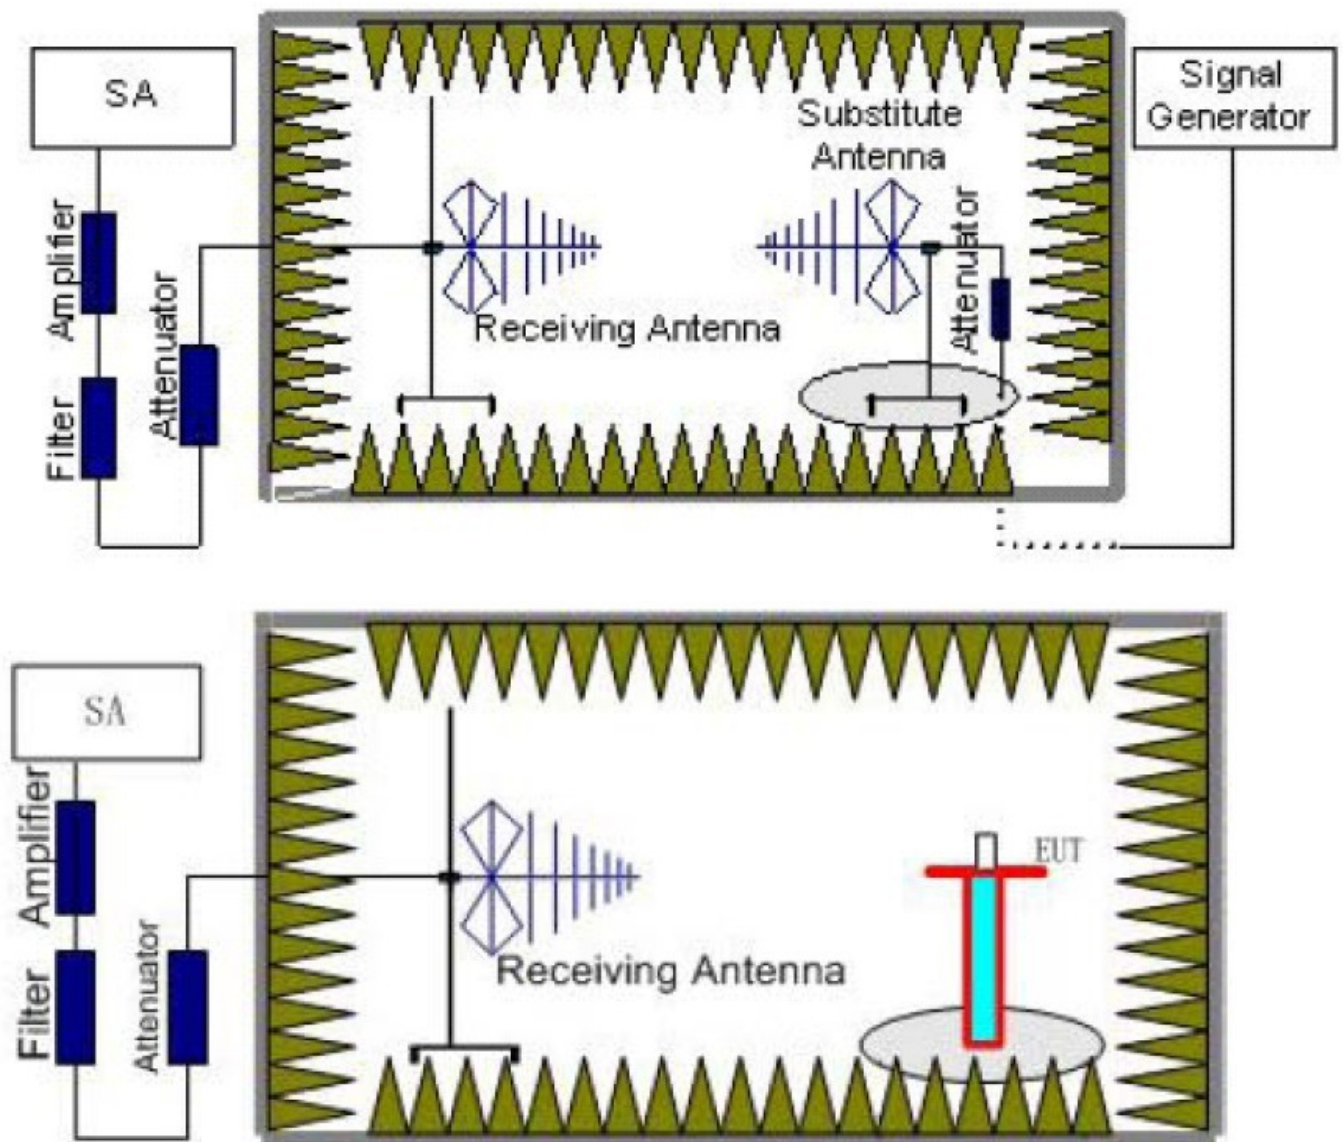 SA
Signal
Generator
Substitute
Antenna
Amplifier
Attenuator
Attenuator
Receiving Antenna
Filter
SA
Amplifier
EUT
Receiving Antenna
Filter
Attenuator